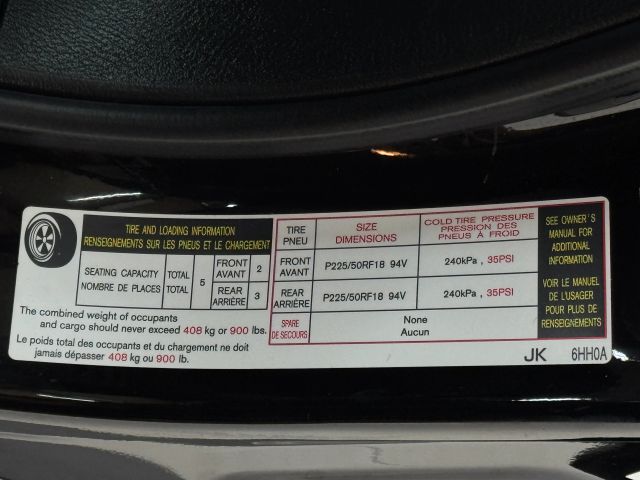 TIRE AND LOADING INFORMATION
RENSEIGNEMENTS SUR LES PNEUS ET LE CHARGEMENT
SEATING CAPACITY
NOMBRE DE PLACES
TOTAL
TOTAL
5
FRONT
AVANT
2
REAR
ARRIÈRE
3
The combined weight of occupants
and cargo should never exceed 408 kg or 900 lbs.
Le poids total des occupants et du chargement ne doit
jamais dépasser 408 kg ou 900 lb.
TIRE
PNEU
SIZE
DIMENSIONS
COLD TIRE PRESSURE
PRESSION DES
PNEUS À FROID
FRONT
AVANT
P225/50RF18 94V
240kPa , 35PSI
REAR
ARRIÈRE
P225/50RF18 94V
240kPa , 35PSI
SPARE
DE SECOURS
None
Aucun
SEE OWNER'S
MANUAL FOR
ADDITIONAL
INFORMATION
VOIR LE MANUEL
DE L'USAGER
POUR PLUS DE
RENSEIGNEMENTS
JK 6HH0A